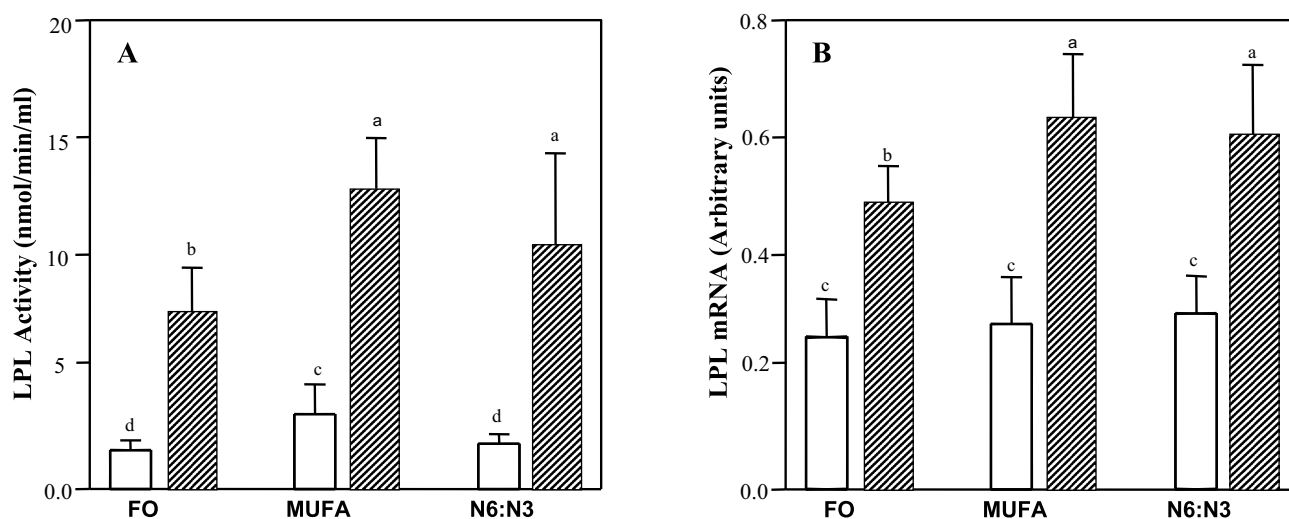 20
A
a
a
15
LPL Activity (nmol/min/ml)
b
10
c
5
d
d
0.0
FO MUFA N6:N3
0.8
B
a
a
b
0.6
LPL mRNA (Arbitrary units)
0.4
c
c
c
0.2
0.0
FO MUFA N6:N3